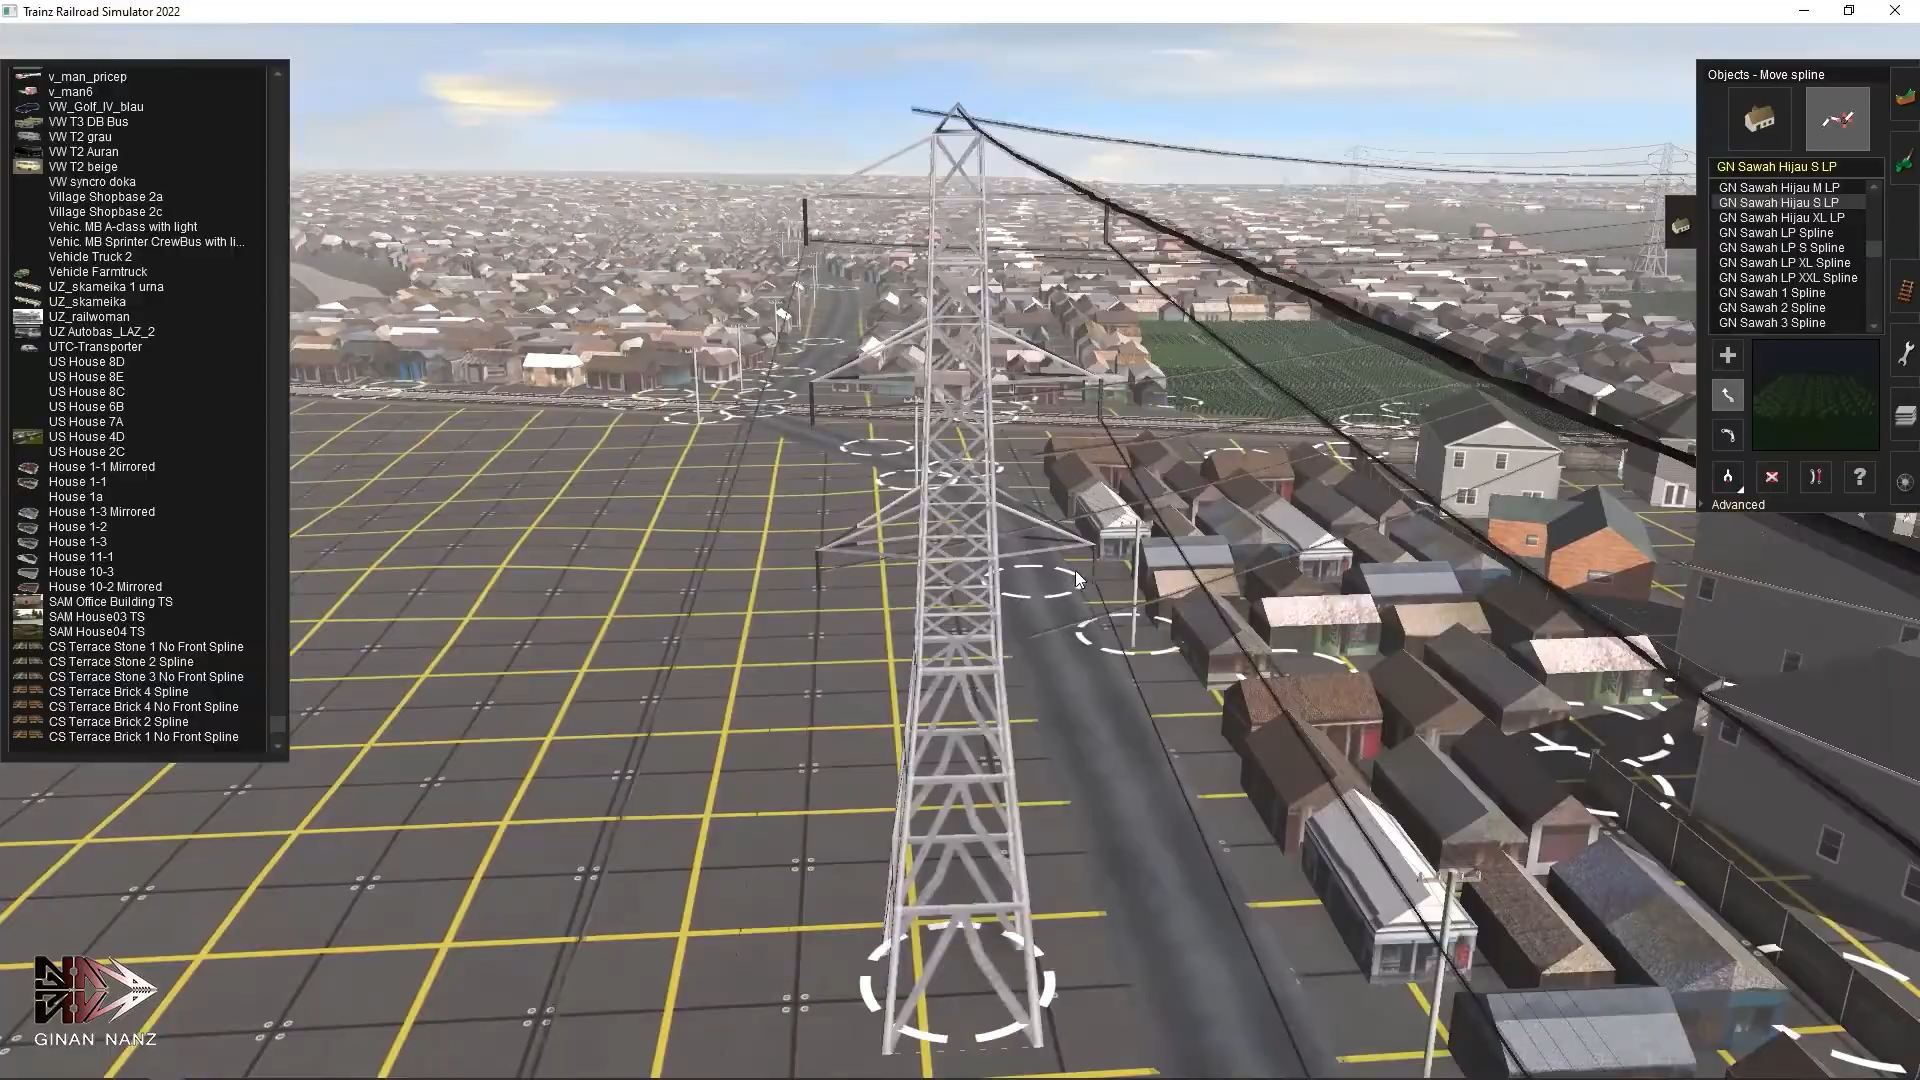 Trainz Railroad Simulator 2022
v_man_pricep
v_man6
VW_Golf_IV_blau
VW T3 DB Bus
VW T2 grau
VW T2 Auran
VW T2 beige
VW syncro doka
Village Shopbase 2a
Village Shopbase 2c
Vehic. MB A-class with light
Vehic. MB Sprinter CrewBus with li...
Vehicle Truck 2
Vehicle Farmtruck
UZ_skameika 1 urna
UZ_skameika
UZ_railwoman
UZ Autobas_LAZ_2
UTC-Transporter
US House 8D
US House 8E
US House 8C
US House 6B
US House 7A
US House 4D
US House 2C
House 1-1 Mirrored
House 1-1
House 1a
House 1-3 Mirrored
House 1-2
House 1-3
House 11-1
House 10-3
House 10-2 Mirrored
SAM Office Building TS
SAM House03 TS
SAM House04 TS
CS Terrace Stone 1 No Front Spline
CS Terrace Stone 2 Spline
CS Terrace Stone 3 No Front Spline
CS Terrace Brick 4 Spline
CS Terrace Brick 4 No Front Spline
CS Terrace Brick 2 Spline
CS Terrace Brick 1 No Front Spline
Objects - Move spline
GN Sawah Hijau S LP
GN Sawah Hijau M LP
GN Sawah Hijau S LP
GN Sawah Hijau XL LP
GN Sawah LP Spline
GN Sawah LP S Spline
GN Sawah LP XL Spline
GN Sawah LP XXL Spline
GN Sawah 1 Spline
GN Sawah 2 Spline
GN Sawah 3 Spline
Advanced
GINAN NANZ